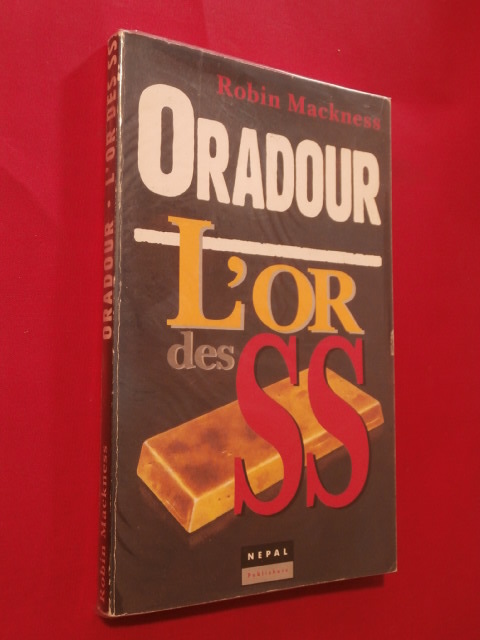 Robin Mackness
ORADOUR
L'OR
des SS
NEPAL
Publishers
Robin Mackness
ORADOUR - L'OR DES SS